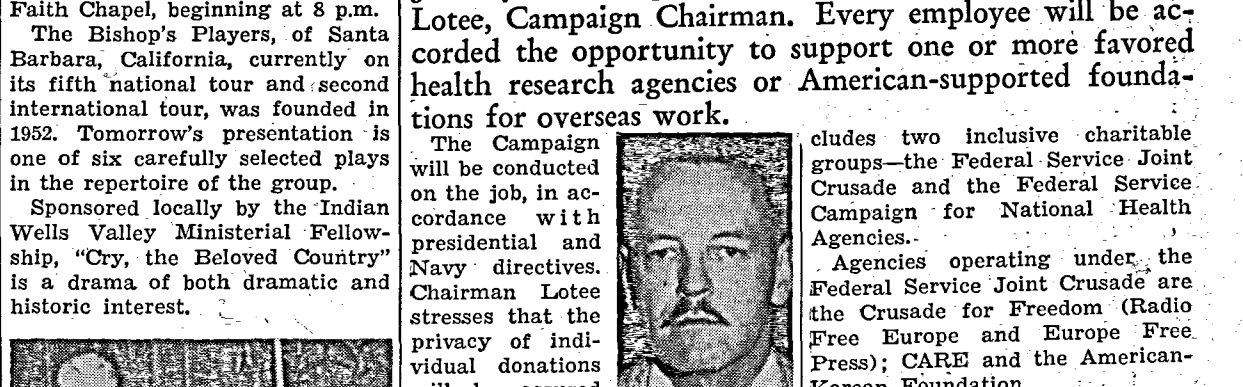 Faith Chapel, beginning at 8 p.m.
The Bishop's Players, of Santa
Barbara, California, currently on
its fifth national tour and second
international tour, was founded in
1952. Tomorrow's presentation is
one of six carefully selected plays
in the repertoire of the group.
Sponsored locally by the Indian
Wells Valley Ministerial Fellow-
ship, "Cry, the Beloved Country"
is a drama of both dramatic and
historic interest.
Lotee, Campaign Chairman. Every employee will be ac-
corded the opportunity to support one or more favored
health research agencies or American-supported founda-
tions for overseas work.
The Campaign
will be conducted
on the job, in ac-
cordance with
presidential and
Navy directives.
Chairman Lotee
stresses that the
privacy of indi-
vidual donations
cludes two inclusive charitable
groups—the Federal Service Joint
Crusade and the Federal Service
Campaign for National Health
Agencies.
Agencies operating under the
Federal Service Joint Crusade are
the Crusade for Freedom (Radio
Free Europe and Europe Free
Press); CARE and the American-
Korean Foundation